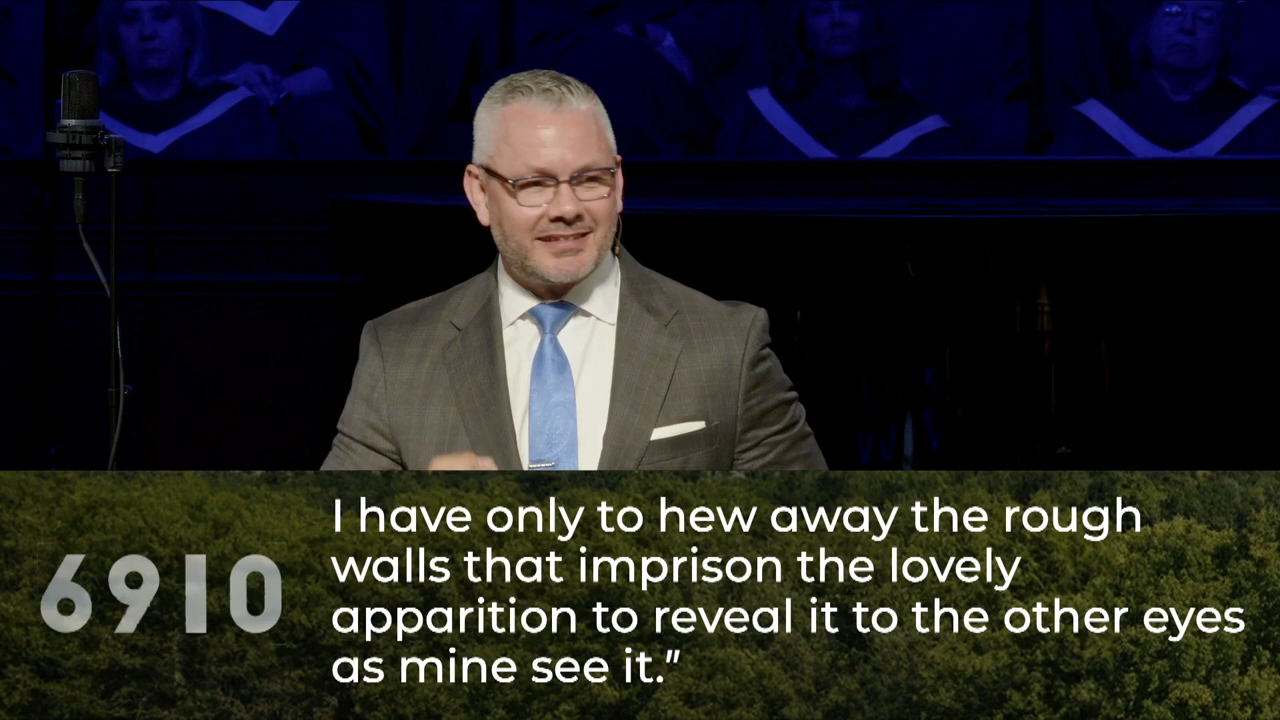 6910
I have only to hew away the rough
walls that imprison the lovely
apparition to reveal it to the other eyes
as mine see it."